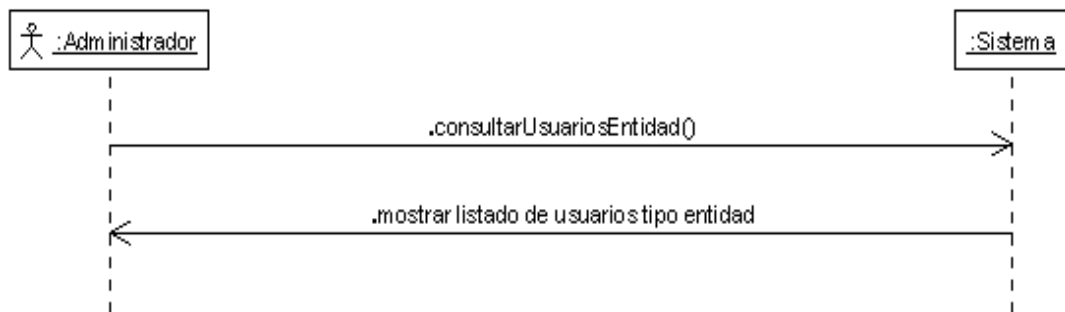 :Administrador
:Sistema
.consultarUsuariosEntidad()
.mostrar listado de usuarios tipo entidad